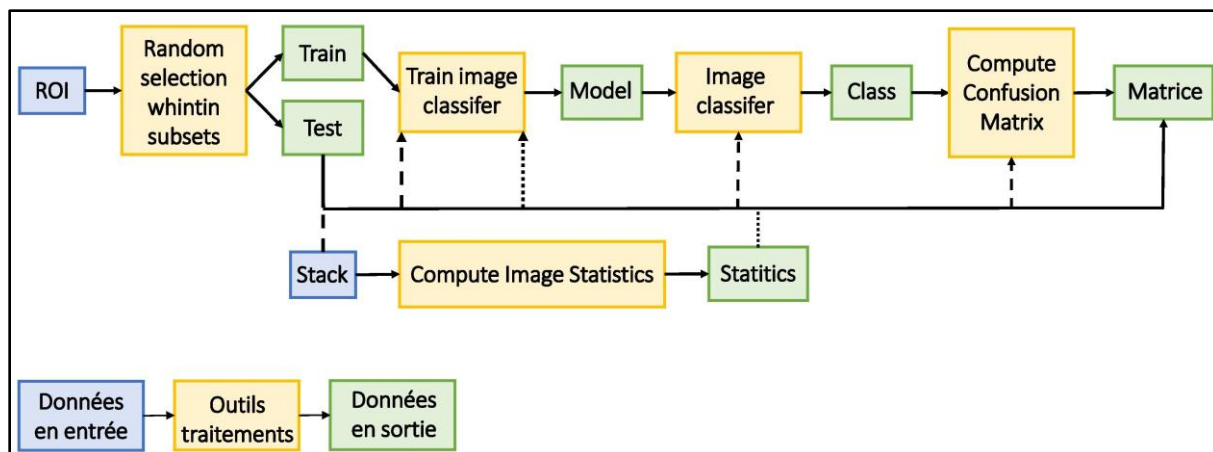 ROI
Random
selection
whintin
subsets
Train
Test
Train image
classifer
Model
Image
classifer
Class
Compute
Confusion
Matrix
Matrice
Stack
Compute Image Statistics
Statitics
Données
en entrée
Outils
traitements
Données
en sortie